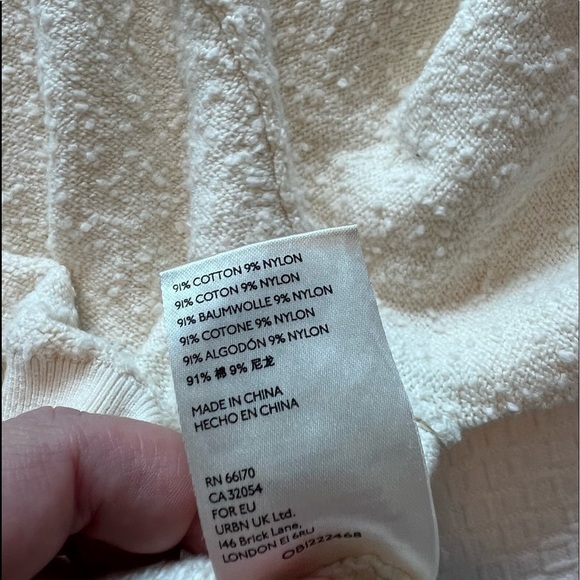 91% COTTON 9% NYLON
91% COTON 9% NYLON
91% BAUMWOLLE 9% NYLON
91% COTONE 9% NYLON
91% ALGODÓN 9% NYLON
91% 棉 9% 尼龙
MADE IN CHINA
HECHO EN CHINA
RN 66170
CA 32054
FOR EU
URBN UK Ltd.
146 Brick Lane,
LONDON E1 6RU
OB1222468